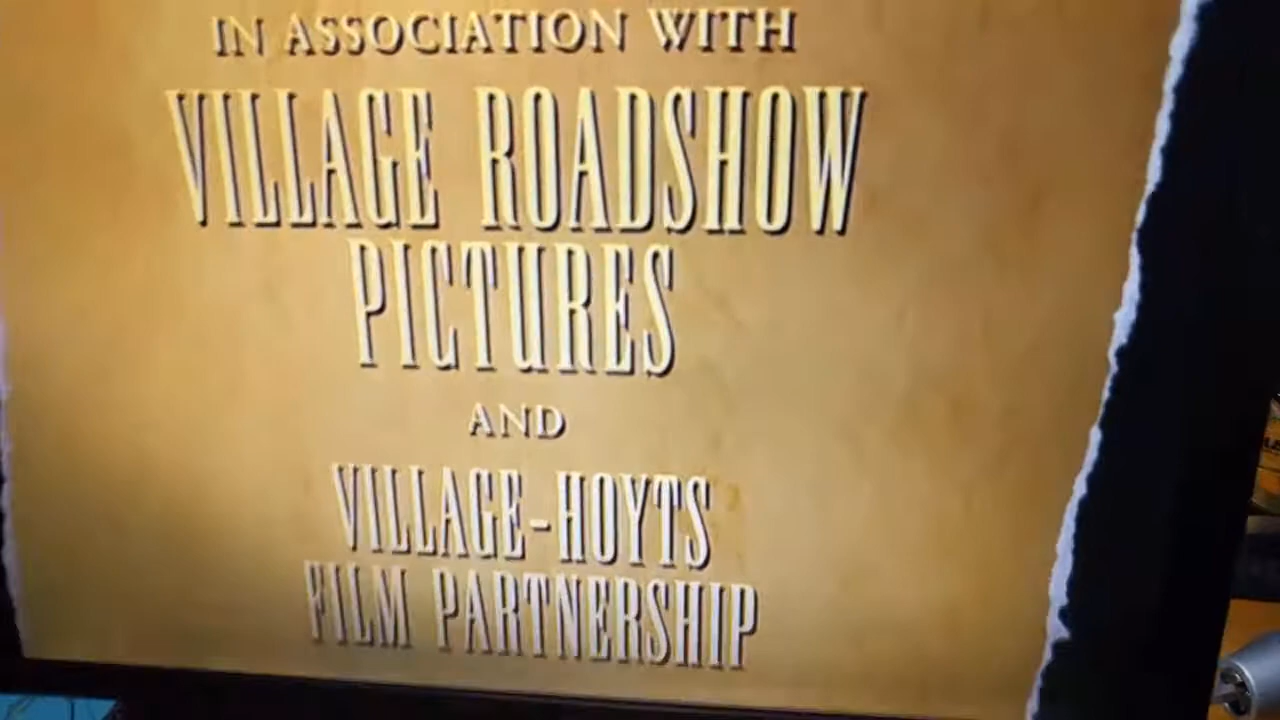 IN ASSOCIATION WITH
VILLAGE ROADSHOW
PICTURES
AND
VILLAGE-HOYTS
FILM PARTNERSHIP